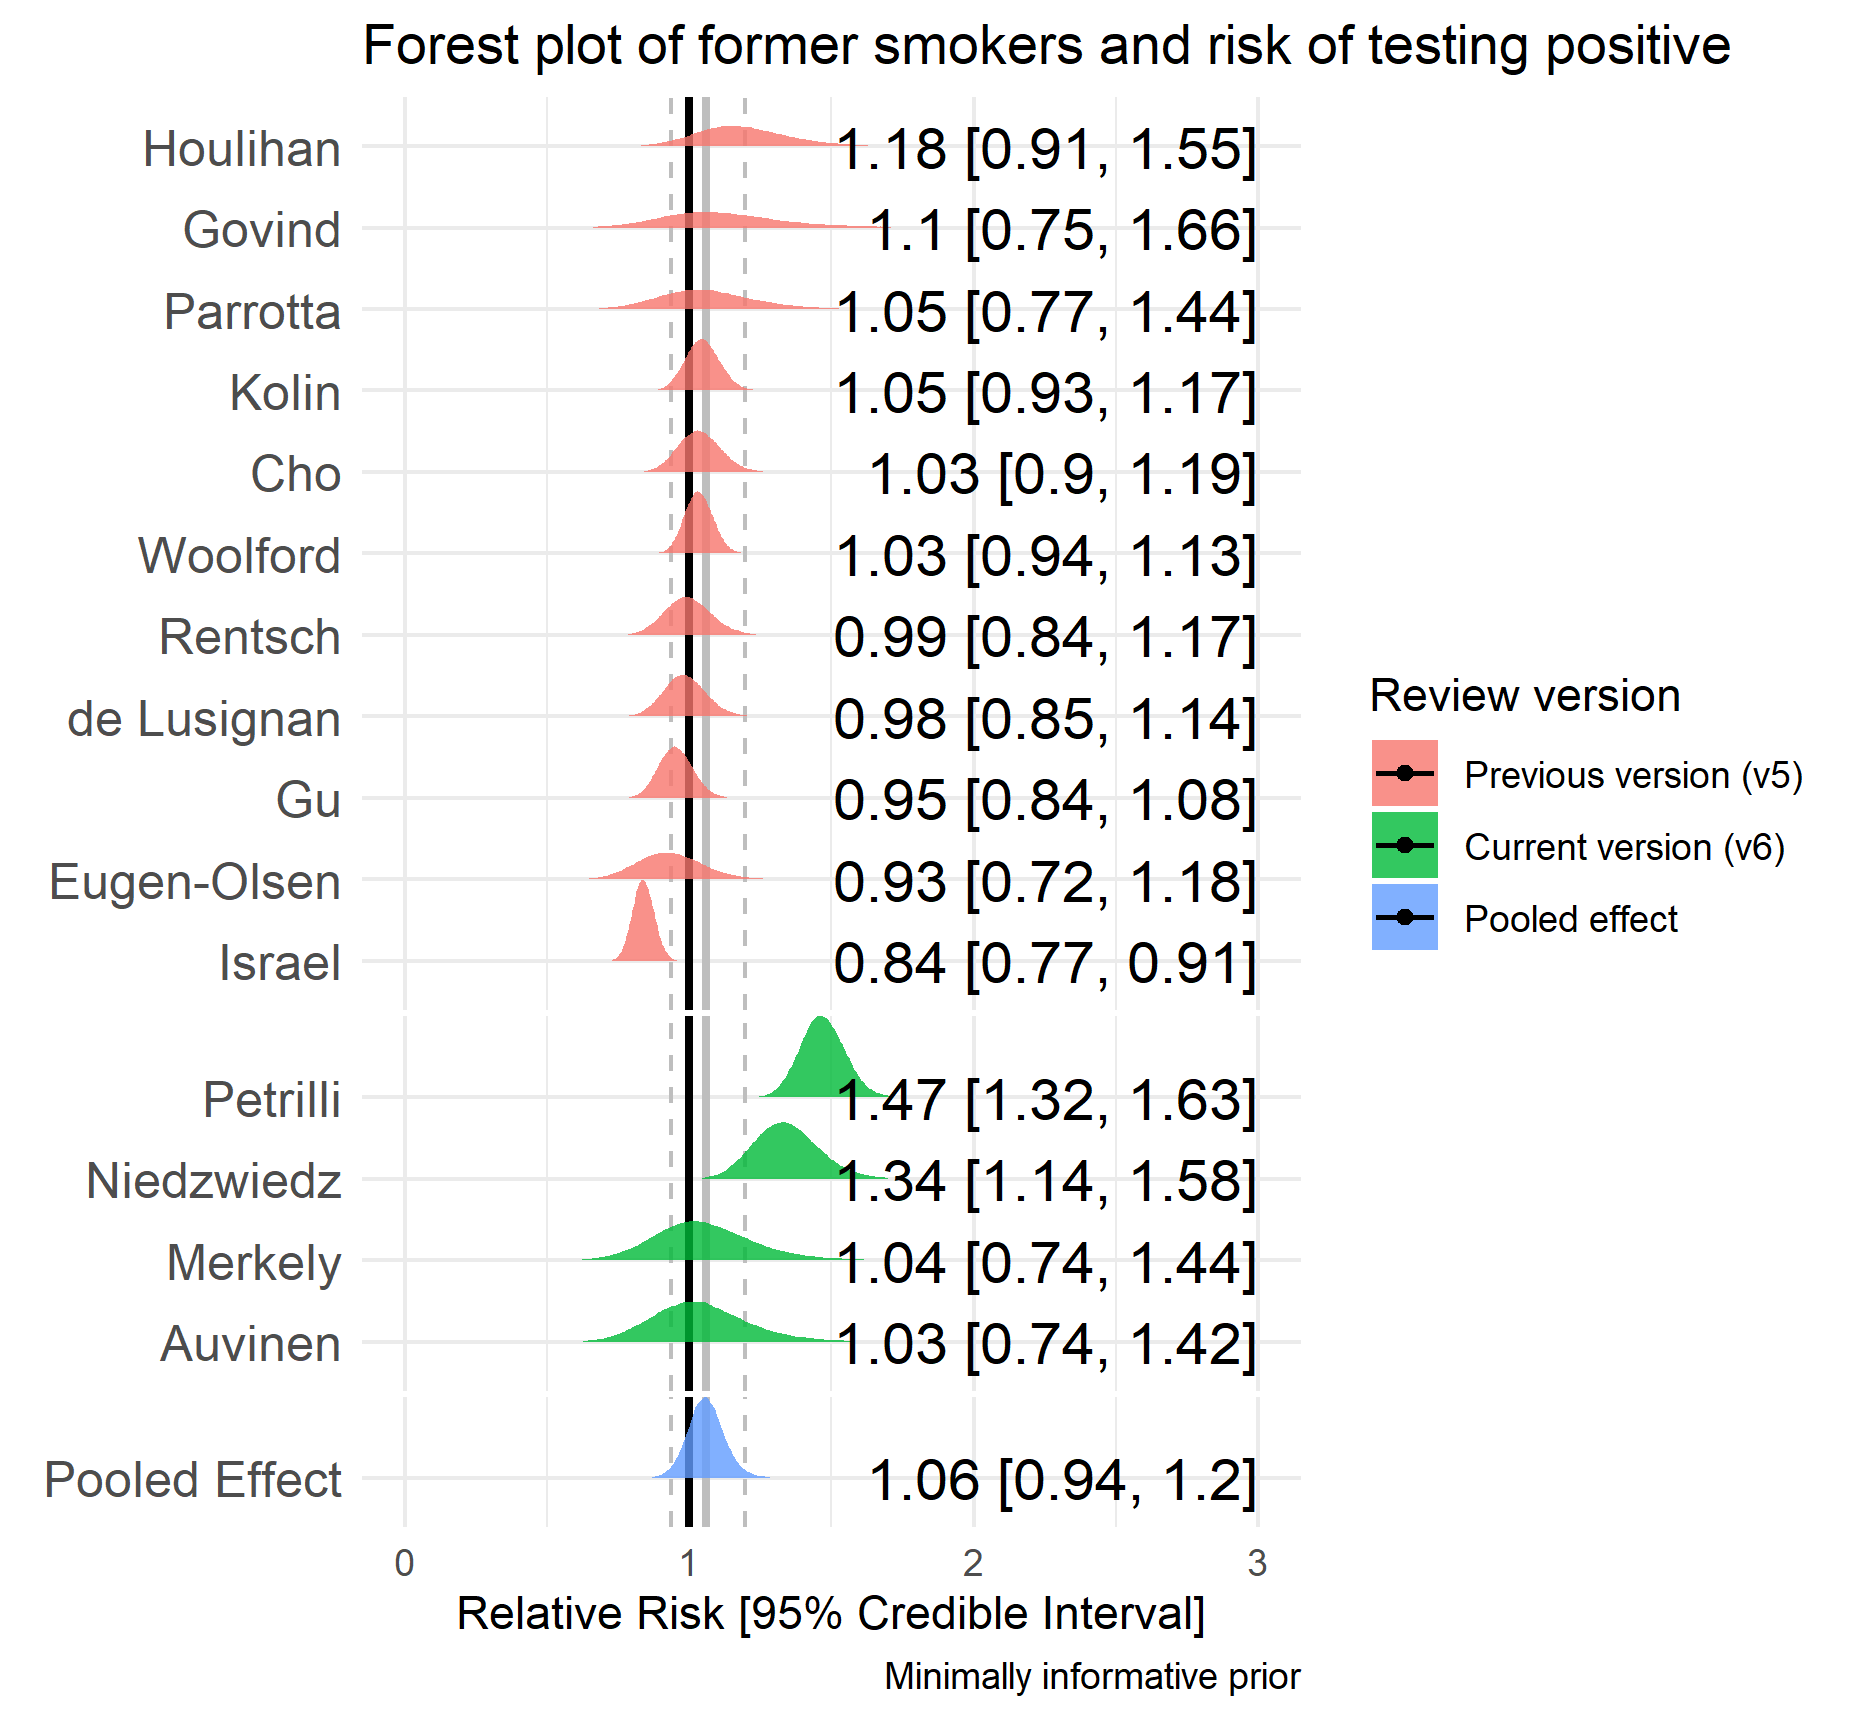 Forest plot of former smokers and risk of testing positive
Houlihan 1.18 [0.91, 1.55]
Govind 1.1 [0.75, 1.66]
Parrotta 1.05 [0.77, 1.44]
Kolin 1.05 [0.93, 1.17]
Cho 1.03 [0.9, 1.19]
Woolford 1.03 [0.94, 1.13]
Rentsch 0.99 [0.84, 1.17]
de Lusignan 0.98 [0.85, 1.14]
Gu 0.95 [0.84, 1.08]
Eugen-Olsen 0.93 [0.72, 1.18]
Israel 0.84 [0.77, 0.91]
Petrilli 1.47 [1.32, 1.63]
Niedzwiedz 1.34 [1.14, 1.58]
Merkely 1.04 [0.74, 1.44]
Auvinen 1.03 [0.74, 1.42]
Pooled Effect 1.06 [0.94, 1.2]
0 1 2 3
Relative Risk [95% Credible Interval]
Minimally informative prior
Review version
Previous version (v5)
Current version (v6)
Pooled effect